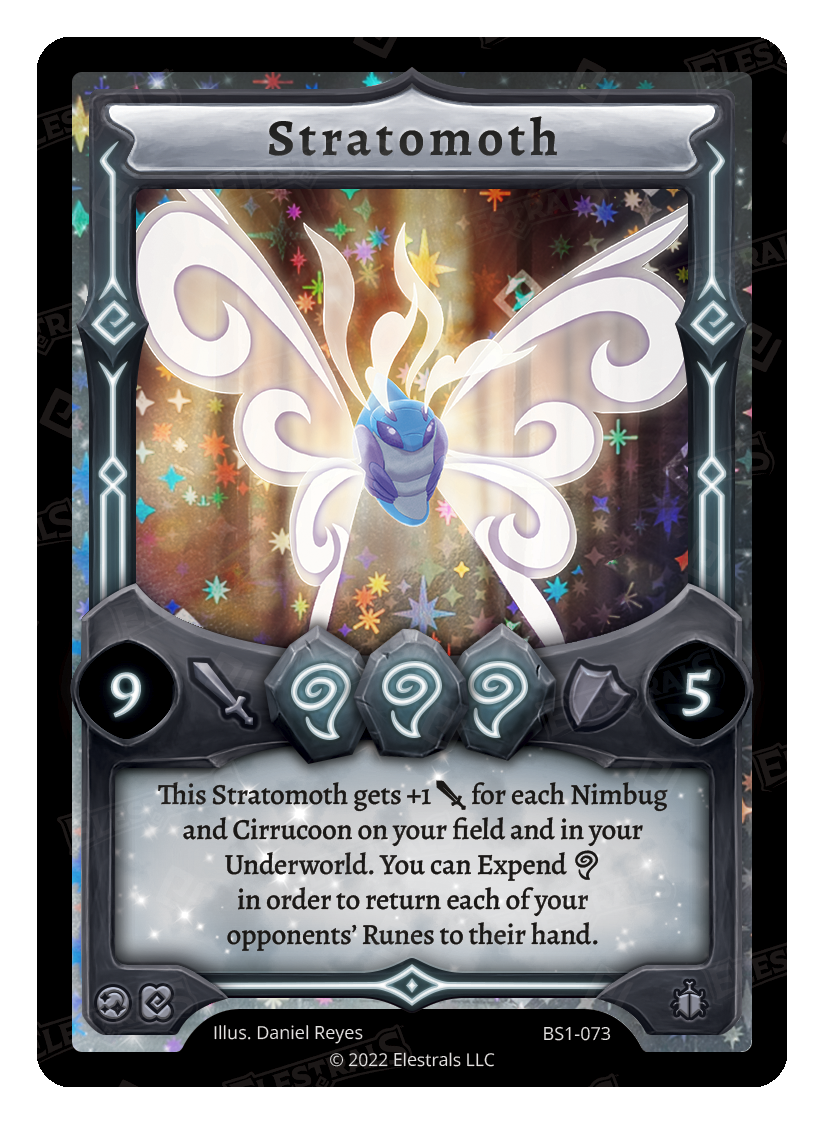 Stratomoth
9
5
This Stratomoth gets +1 for each Nimbug
and Cirrucoon on your field and in your
Underworld. You can Expend
in order to return each of your
opponents’ Runes to their hand.
Illus. Daniel Reyes
BS1-073
© 2022 Elestrals LLC